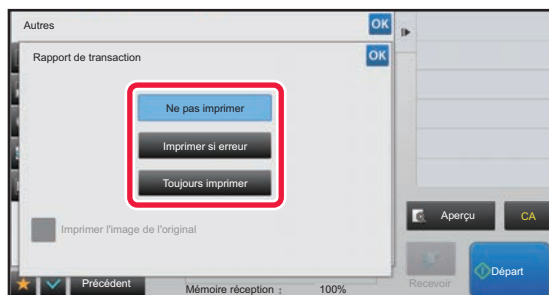 Autres
OK
Rapport de transaction
OK
Ne pas imprimer
Imprimer si erreur
Toujours imprimer
Imprimer l'image de l'original
Aperçu
CA
Précédent
Mémoire réception :
100%
Recevoir
Départ